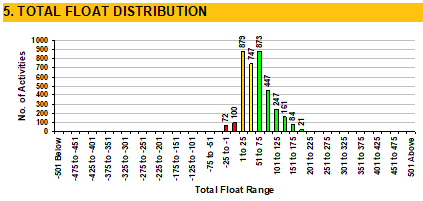 5. TOTAL FLOAT DISTRIBUTION
No. of Activities
1000
900
800
700
600
500
400
300
200
100
0
72
100
879
747
873
447
247
161
84
21
-501 Below
-475 to -451
-425 to -401
-375 to -351
-325 to -301
-275 to -251
-225 to -201
-175 to -151
-125 to -101
-75 to -51
-25 to -1
1 to 25
51 to 75
101 to 125
151 to 175
201 to 225
251 to 275
301 to 325
351 to 375
401 to 425
451 to 475
501 Above
Total Float Range